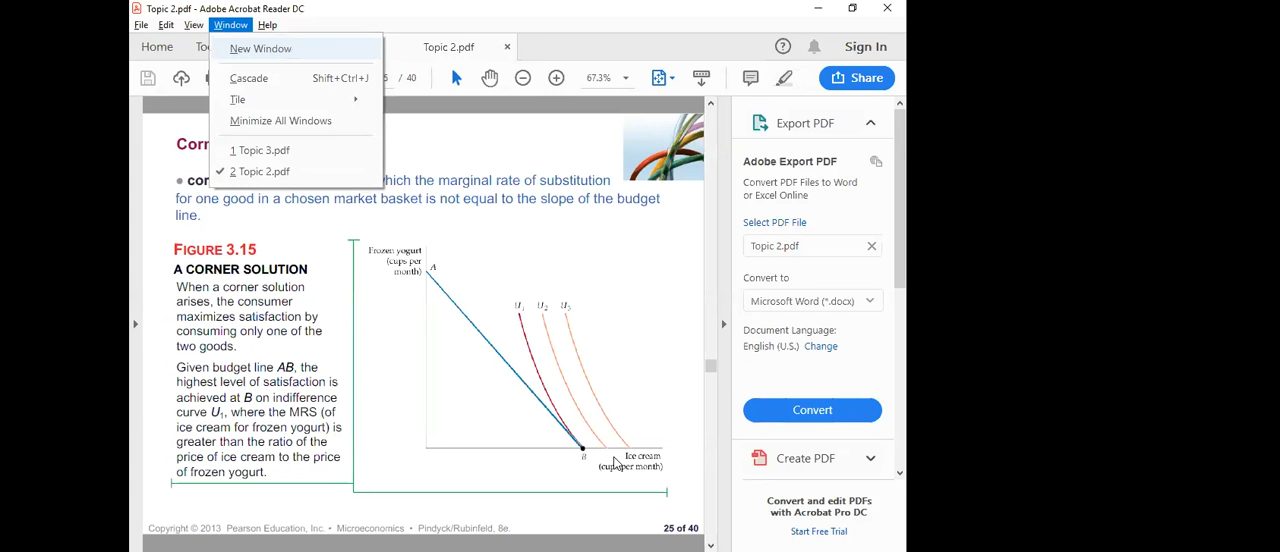 Topic 2.pdf - Adobe Acrobat Reader DC
File Edit View Window Help
Home Topic 2.pdf × Sign In
/ 40 67.3% Share
New Window
Cascade Shift+Ctrl+J
Tile
Minimize All Windows
1 Topic 3.pdf
✓ 2 Topic 2.pdf
which the marginal rate of substitution
for one good in a chosen market basket is not equal to the slope of the budget
line.
FIGURE 3.15
A CORNER SOLUTION
When a corner solution
arises, the consumer
maximizes satisfaction by
consuming only one of the
two goods.
Given budget line AB, the
highest level of satisfaction is
achieved at B on indifference
curve U1, where the MRS (of
ice cream for frozen yogurt) is
greater than the ratio of the
price of ice cream to the price
of frozen yogurt.
Frozen yogurt
(cups per
month)
A
U1 U2 U3
B
Ice cream
(cups per month)
Copyright © 2013 Pearson Education, Inc. • Microeconomics • Pindyck/Rubinfeld, 8e.
25 of 40
Export PDF
Adobe Export PDF
Convert PDF Files to Word
or Excel Online
Select PDF File
Topic 2.pdf
Convert to
Microsoft Word (*.docx)
Document Language:
English (U.S.) Change
Convert
Create PDF
Convert and edit PDFs
with Acrobat Pro DC
Start Free Trial